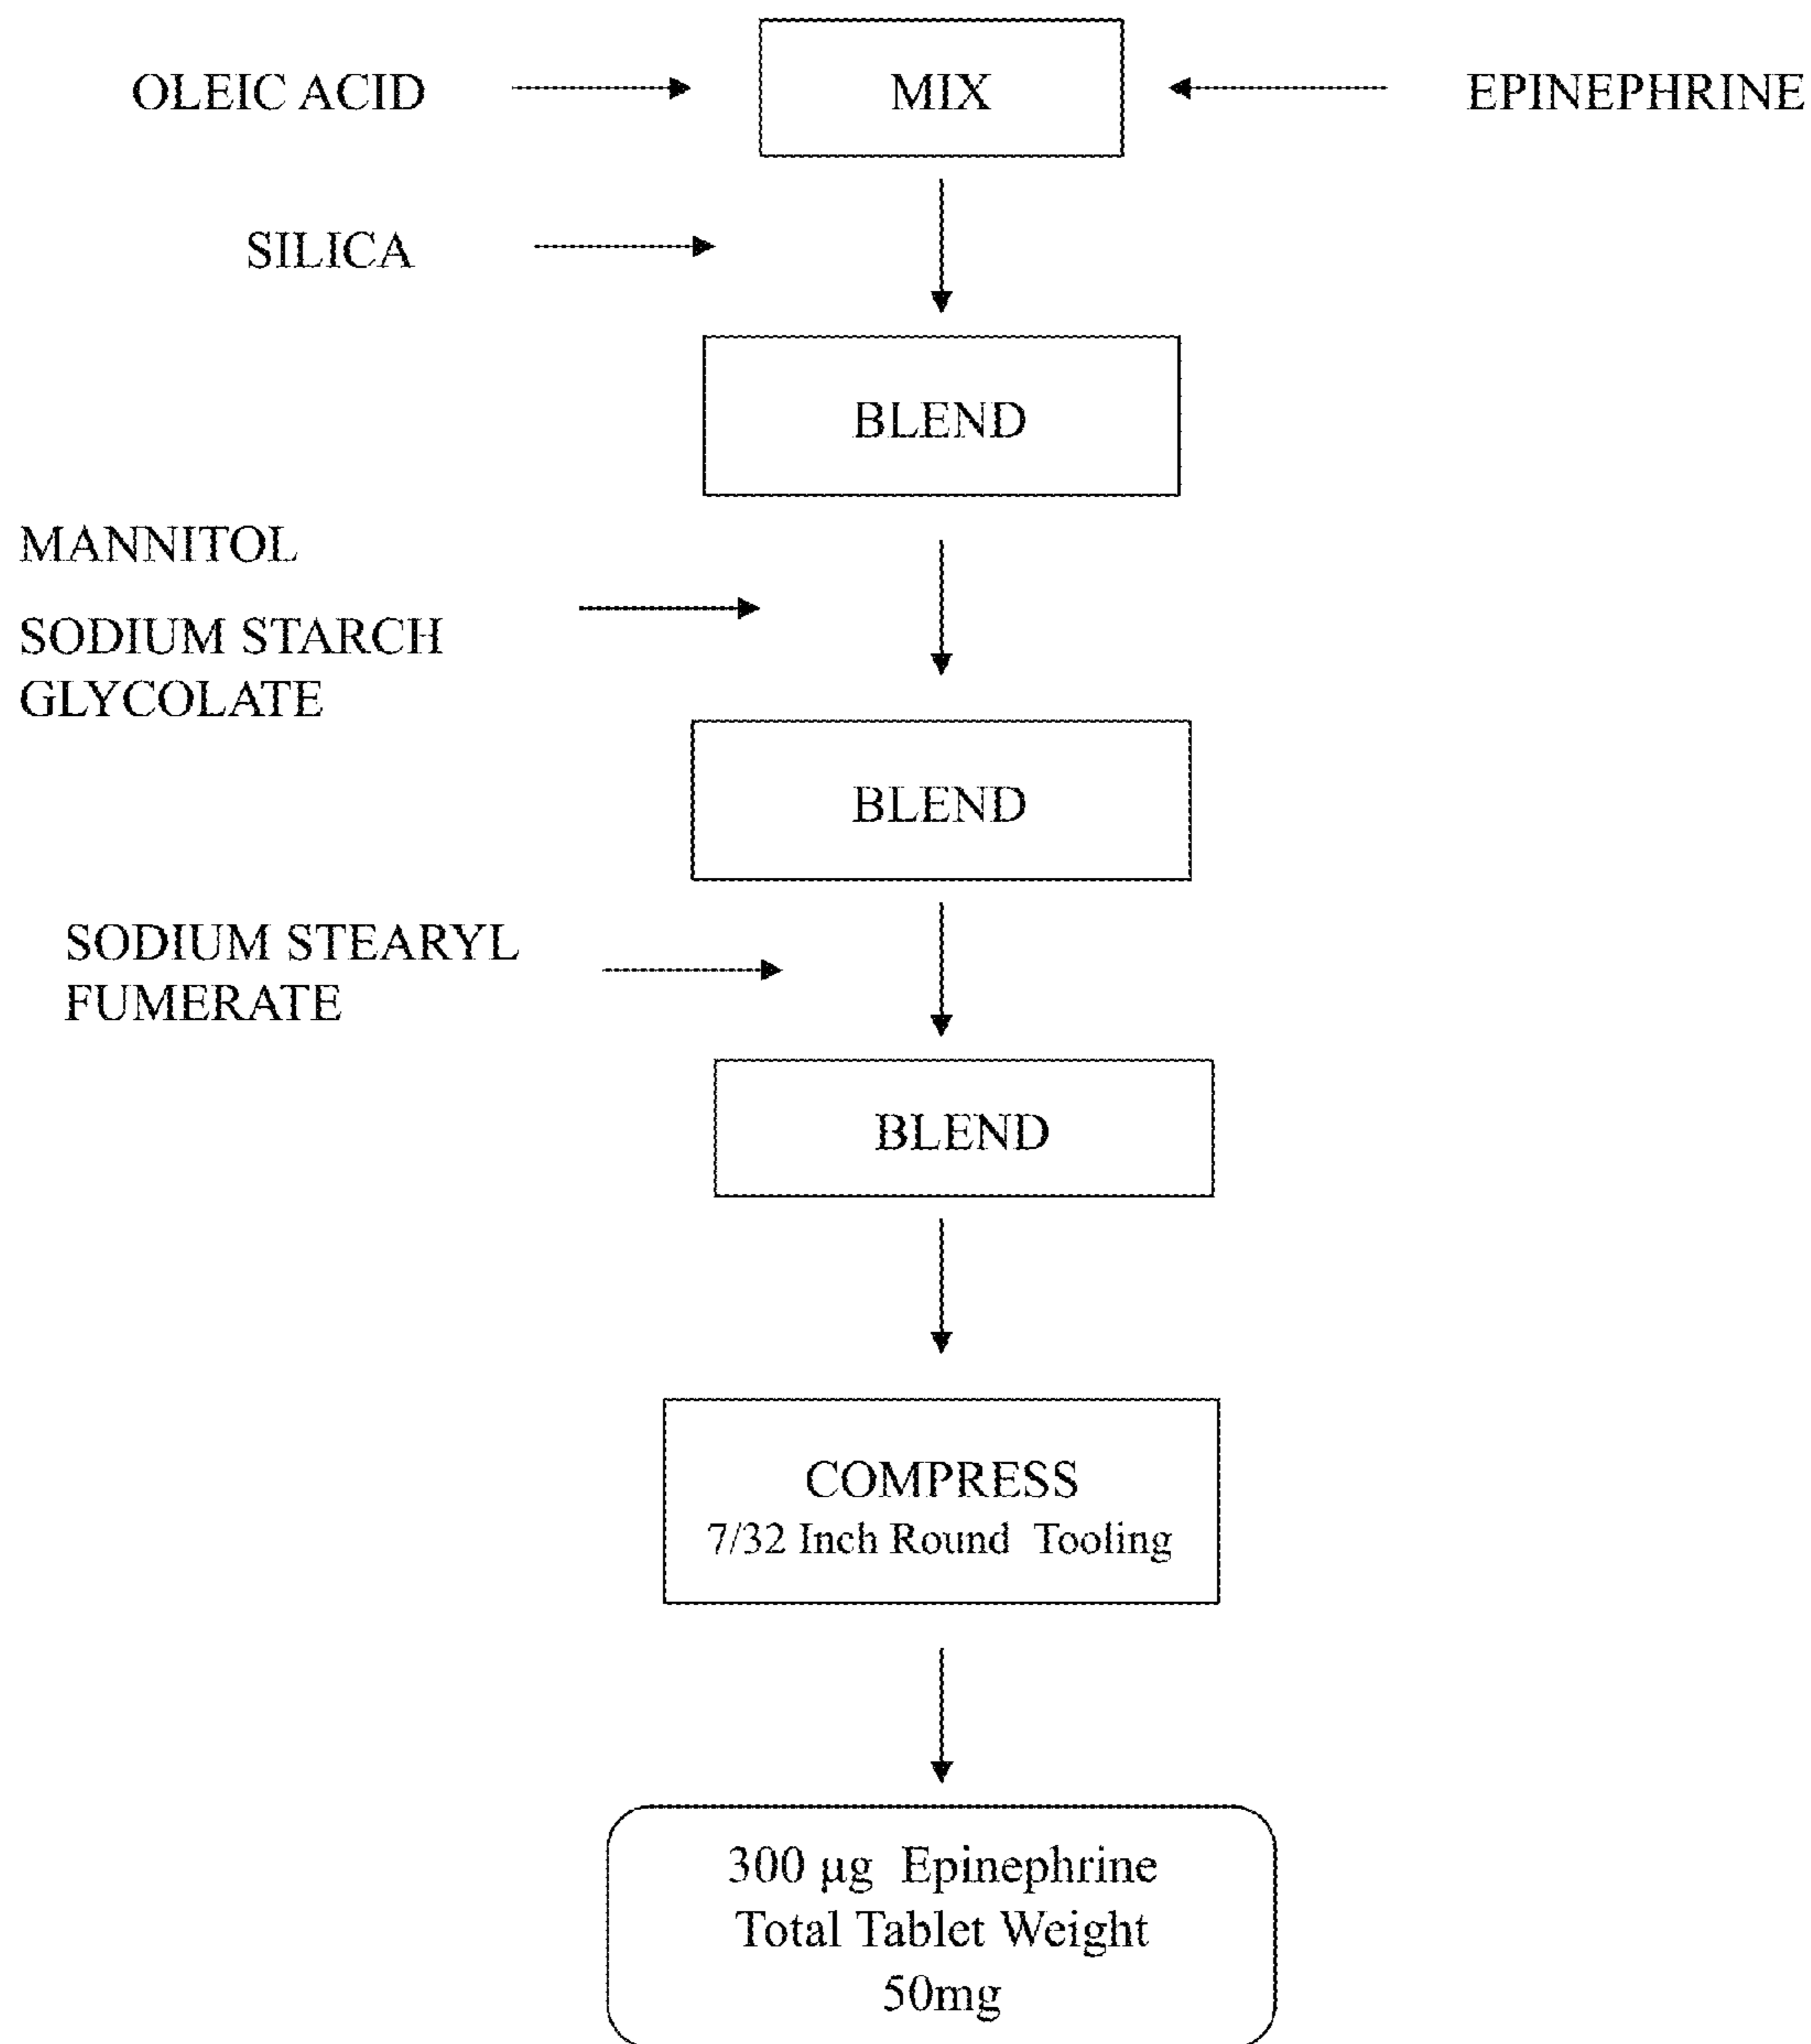 OLEIC ACID
MIX
EPINEPHRINE
SILICA
BLEND
MANNITOL
SODIUM STARCH
GLYCOLATE
BLEND
SODIUM STEARYL
FUMERATE
BLEND
COMPRESS
7/32 Inch Round Tooling
300 µg Epinephrine
Total Tablet Weight
50mg